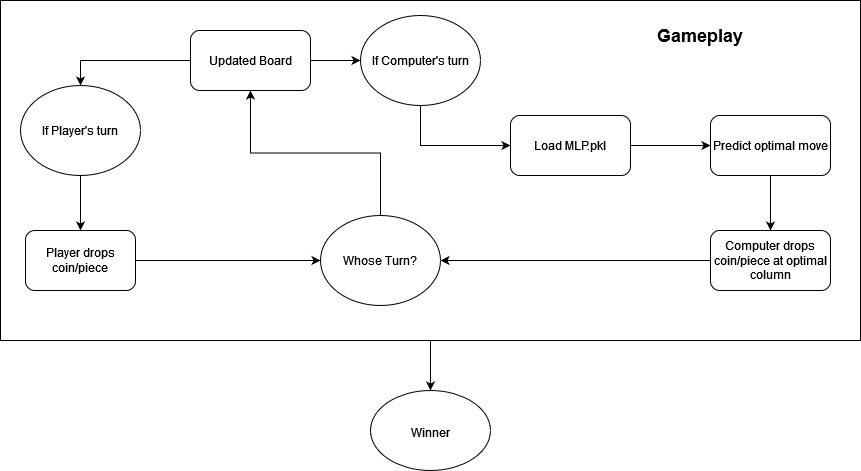 Gameplay
Updated Board
If Computer's turn
If Player's turn
Load MLP.pkl
Predict optimal move
Player drops
coin/piece
Whose Turn?
Computer drops
coin/piece at optimal
column
Winner